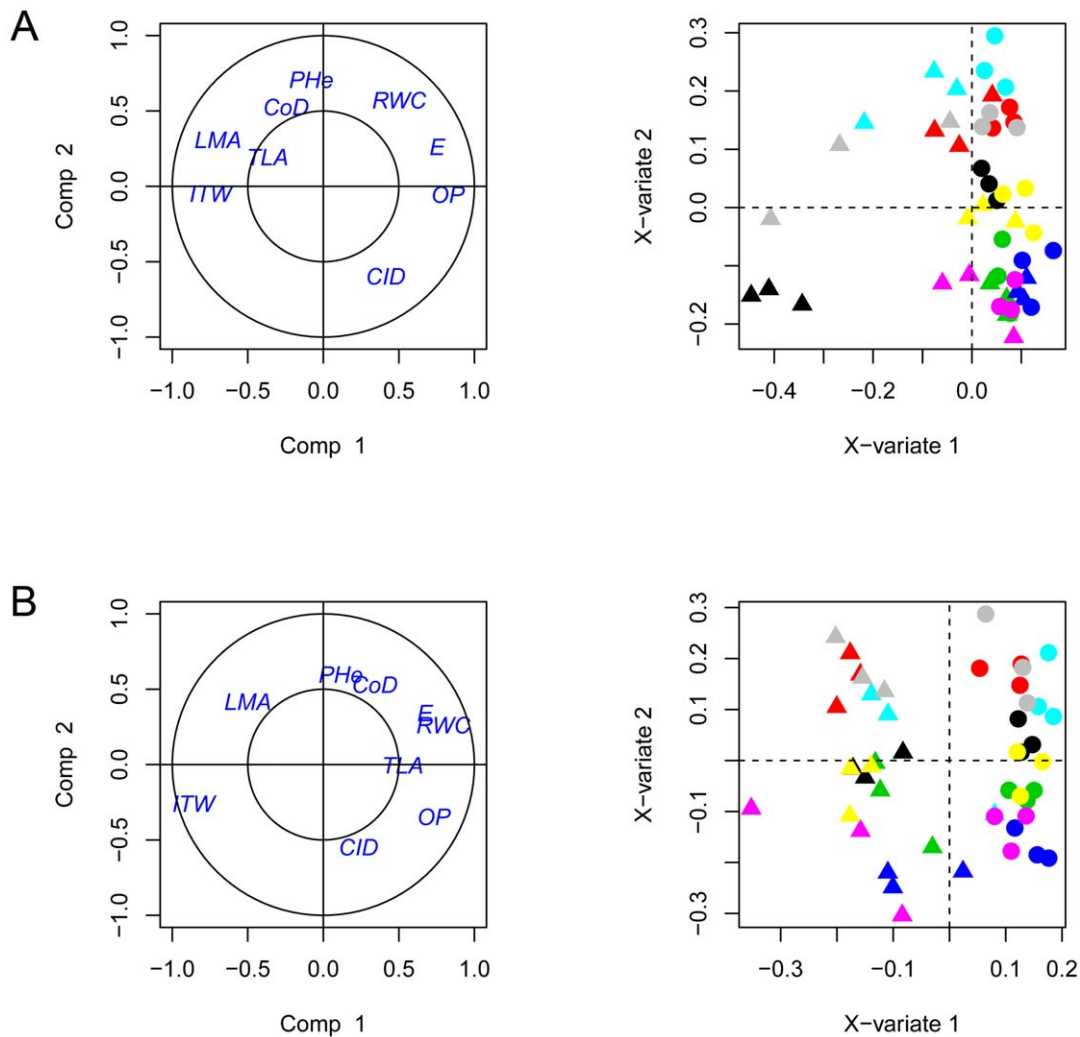 A
Comp 2
1.0
0.5
0.0
−0.5
−1.0
PHe
CoD
RWC
LMA
E
TLA
ITW
OP
CID
−1.0 −0.5 0.0 0.5 1.0
Comp 1
X−variate 2
0.3
0.2
0.1
0.0
−0.2
−0.4 −0.2 0.0
X−variate 1
B
Comp 2
1.0
0.5
0.0
−0.5
−1.0
PHe
CoD
LMA
E
RWC
TLA
ITW
OP
CID
−1.0 −0.5 0.0 0.5 1.0
Comp 1
X−variate 2
0.3
0.1
−0.1
−0.3
−0.3 −0.1 0.1 0.2
X−variate 1